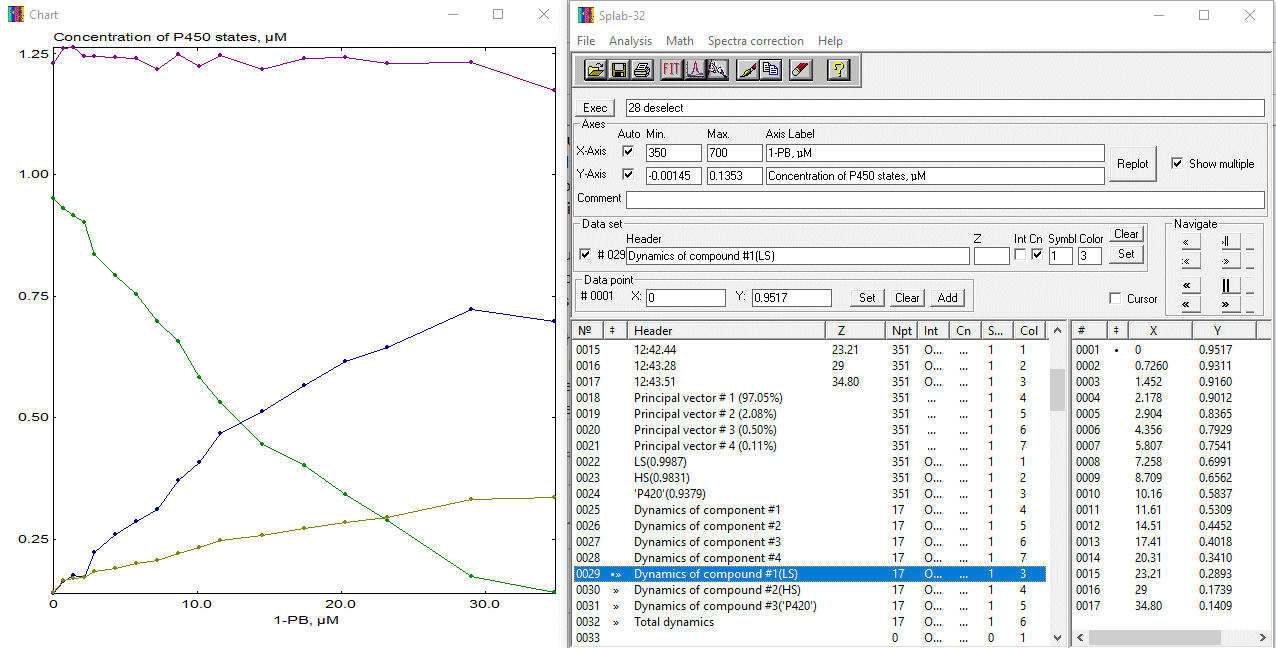 Chart
Concentration of P450 states, µM
1.25
1.00
0.75
0.50
0.25
0 10.0 20.0 30.0
1-PB, µM
Splab-32
File Analysis Math Spectra correction Help
FIT ?
Exec 28 deselect
Axes
Auto Min. Max. Axis Label
X-Axis 350 700 1-PB, µM
Y-Axis -0.00145 0.1353 Concentration of P450 states, µM
Replot Show multiple
Comment
Data set
Header Z Int Cn Symbl Color Clear
# 029 Dynamics of compound #1(LS) 1 3 Set
Data point
# 0001 X: 0 Y: 0.9517 Set Clear Add
Navigate
Cursor
Nº ‡ Header Z Npt Int Cn S... Col
0015 12:42.44 23.21 351 O... ... 1 1
0016 12:43.28 29 351 O... ... 1 2
0017 12:43.51 34.80 351 O... ... 1 3
0018 Principal vector # 1 (97.05%) 351 ... ... 1 4
0019 Principal vector # 2 (2.08%) 351 ... ... 1 5
0020 Principal vector # 3 (0.50%) 351 ... ... 1 6
0021 Principal vector # 4 (0.11%) 351 ... ... 1 7
0022 LS(0.9987) 351 O... ... 1 1
0023 HS(0.9831) 351 O... ... 1 2
0024 'P420'(0.9379) 351 O... ... 1 3
0025 Dynamics of component #1 17 O... ... 1 4
0026 Dynamics of component #2 17 O... ... 1 5
0027 Dynamics of component #3 17 O... ... 1 6
0028 Dynamics of component #4 17 O... ... 1 7
0029 •» Dynamics of compound #1(LS) 17 O... ... 1 3
0030 » Dynamics of compound #2(HS) 17 O... ... 1 4
0031 » Dynamics of compound #3('P420') 17 O... ... 1 5
0032 » Total dynamics 17 O... ... 1 6
0033 0 O... ... 0 1
# ‡ X Y
0001 • 0 0.9517
0002 0.7260 0.9311
0003 1.452 0.9160
0004 2.178 0.9012
0005 2.904 0.8365
0006 4.356 0.7929
0007 5.807 0.7541
0008 7.258 0.6991
0009 8.709 0.6562
0010 10.16 0.5837
0011 11.61 0.5309
0012 14.51 0.4452
0013 17.41 0.4018
0014 20.31 0.3410
0015 23.21 0.2893
0016 29 0.1739
0017 34.80 0.1409